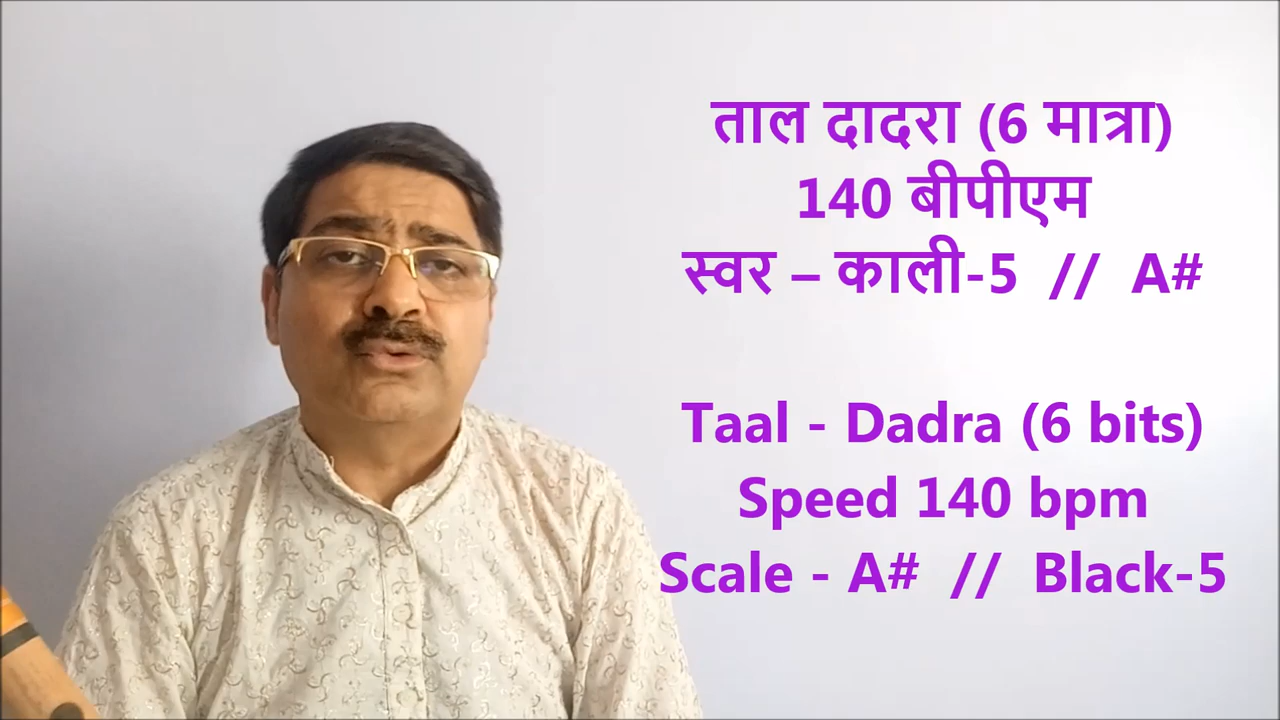 ताल दादरा (6 मात्रा)
140 बीपीएम
स्वर – काली-5 // A#
Taal - Dadra (6 bits)
Speed 140 bpm
Scale - A# // Black-5